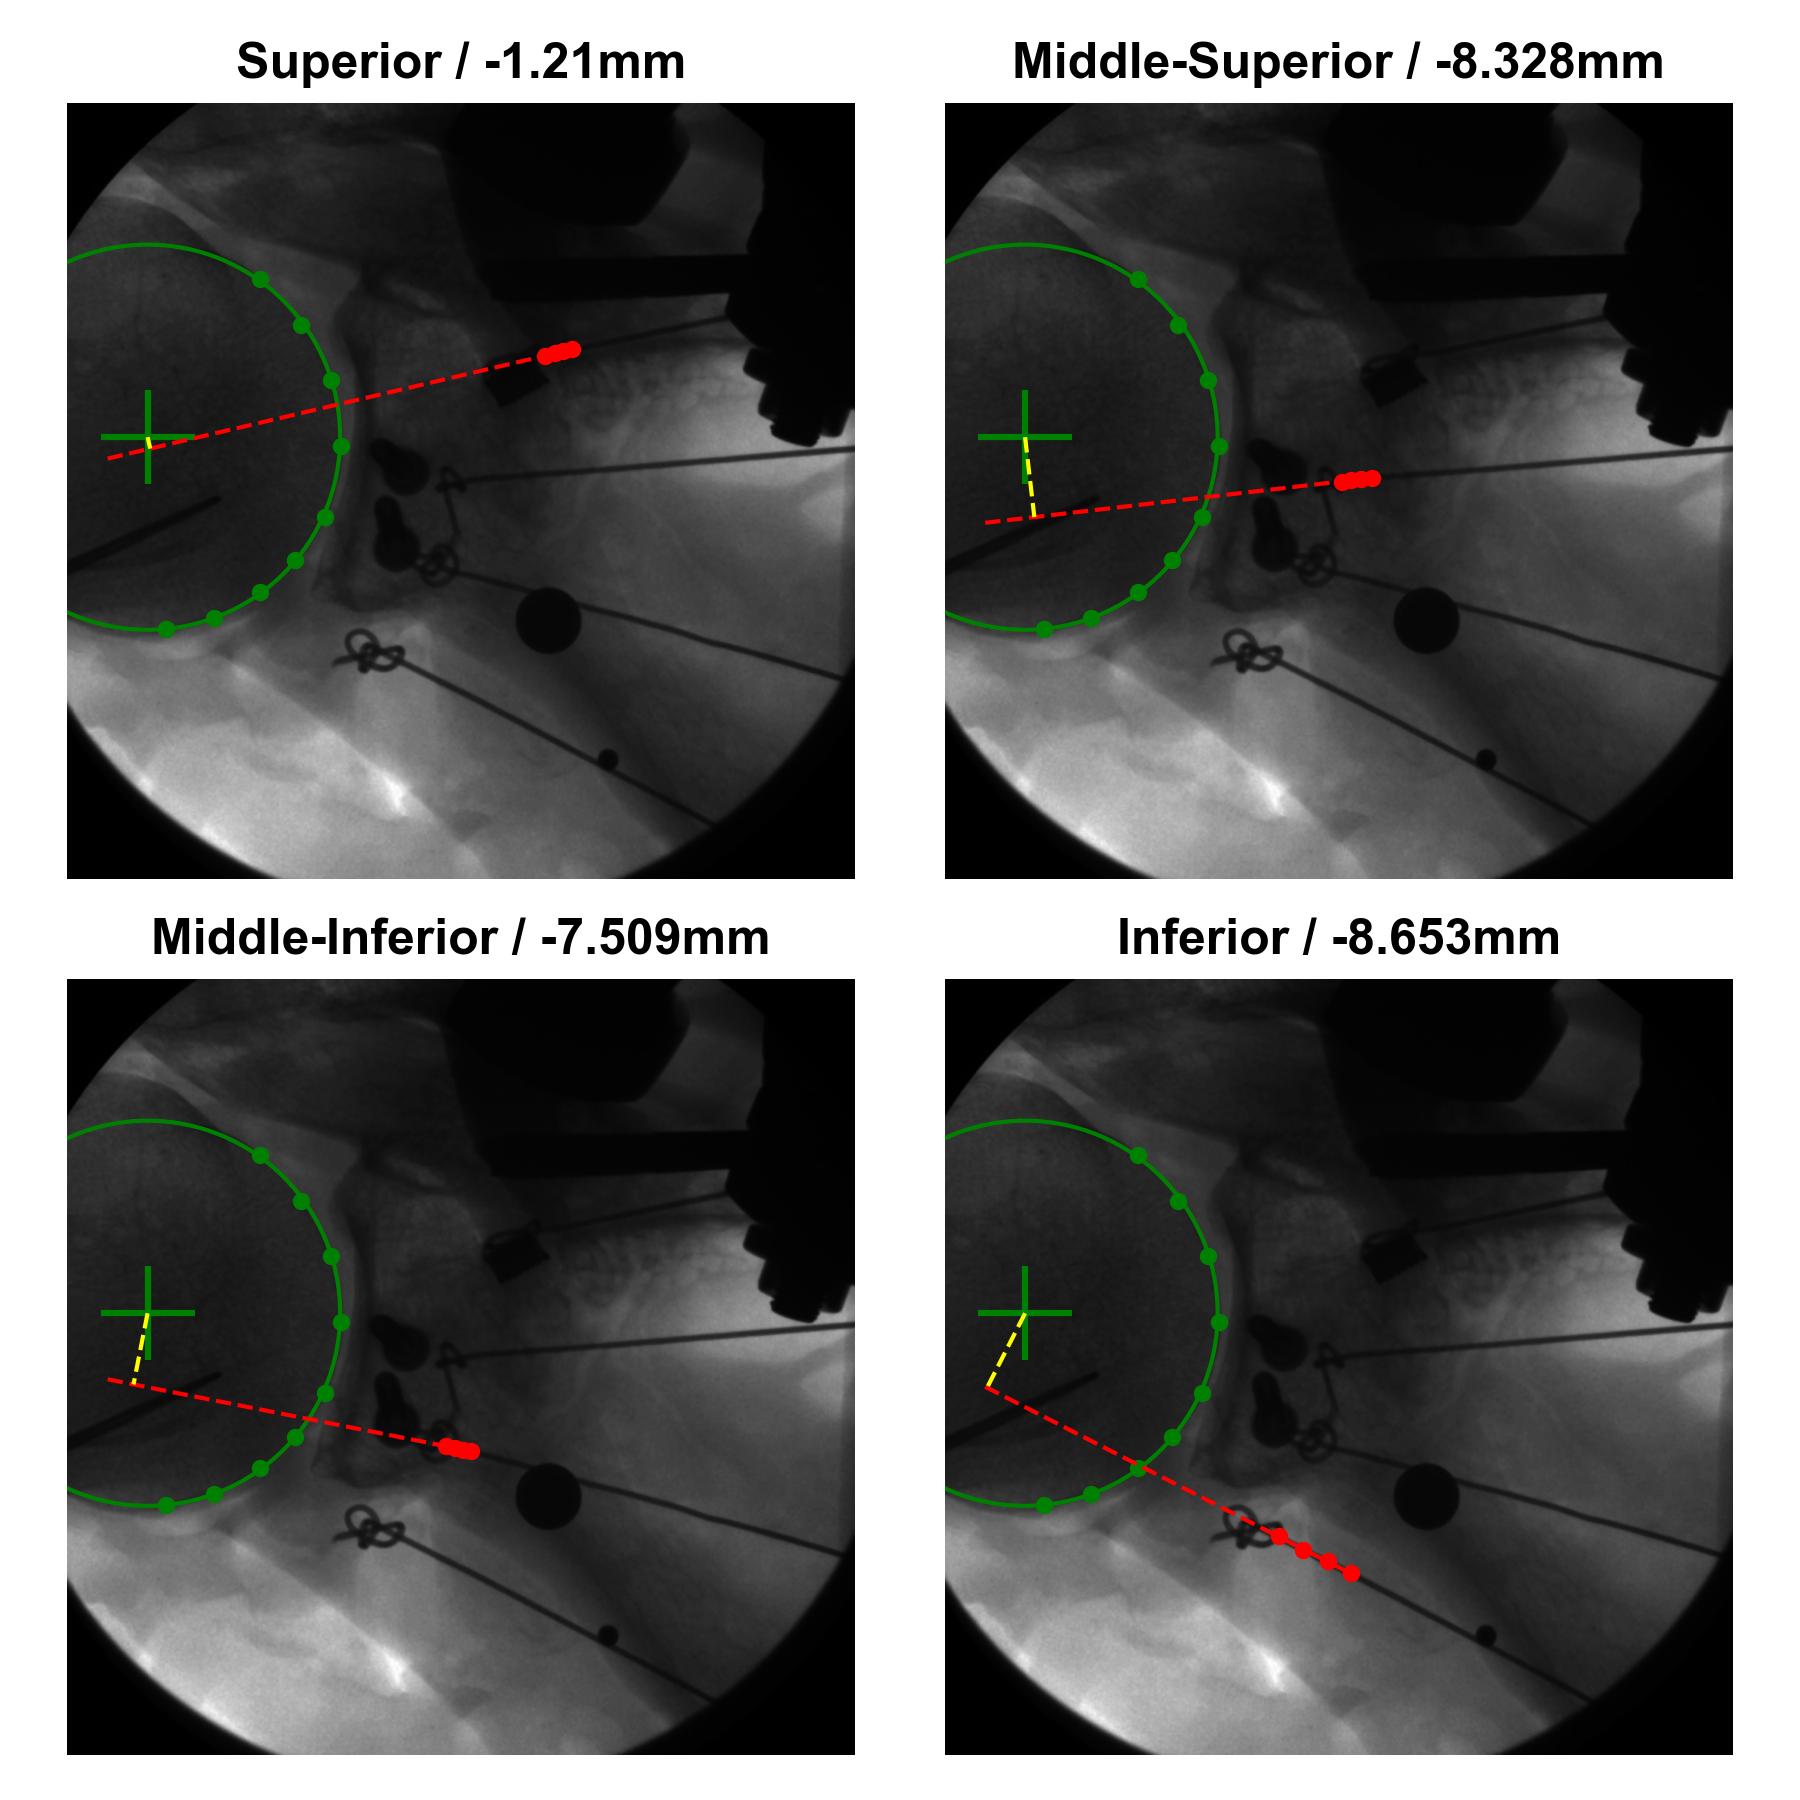 Superior / -1.21mm
Middle-Superior / -8.328mm
Middle-Inferior / -7.509mm
Inferior / -8.653mm